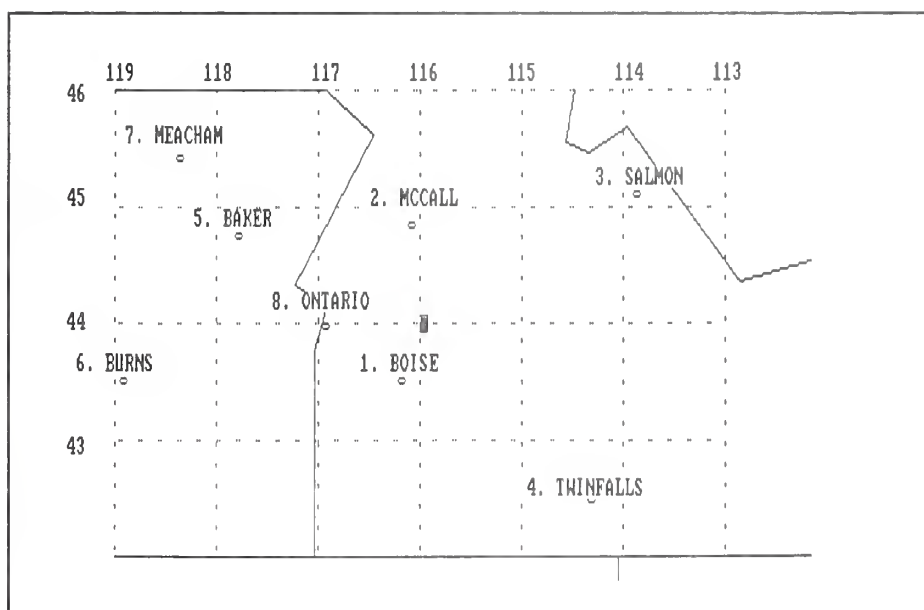 119 118 117 116 115 114 113
46
7. MEACHAM
3. SALMON
45
2. MCCALL
5. BAKER
8. ONTARIO
44
6. BURNS
1. BOISE
43
4. TWINFALLS